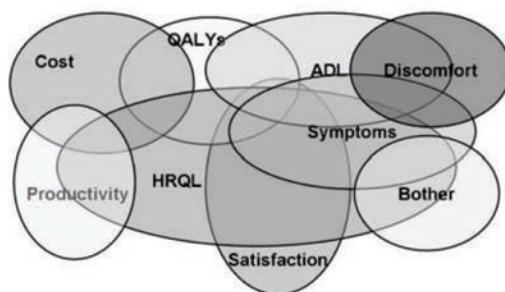 QALYs
Cost
ADL
Discomfort
Symptoms
Productivity
HRQL
Bother
Satisfaction